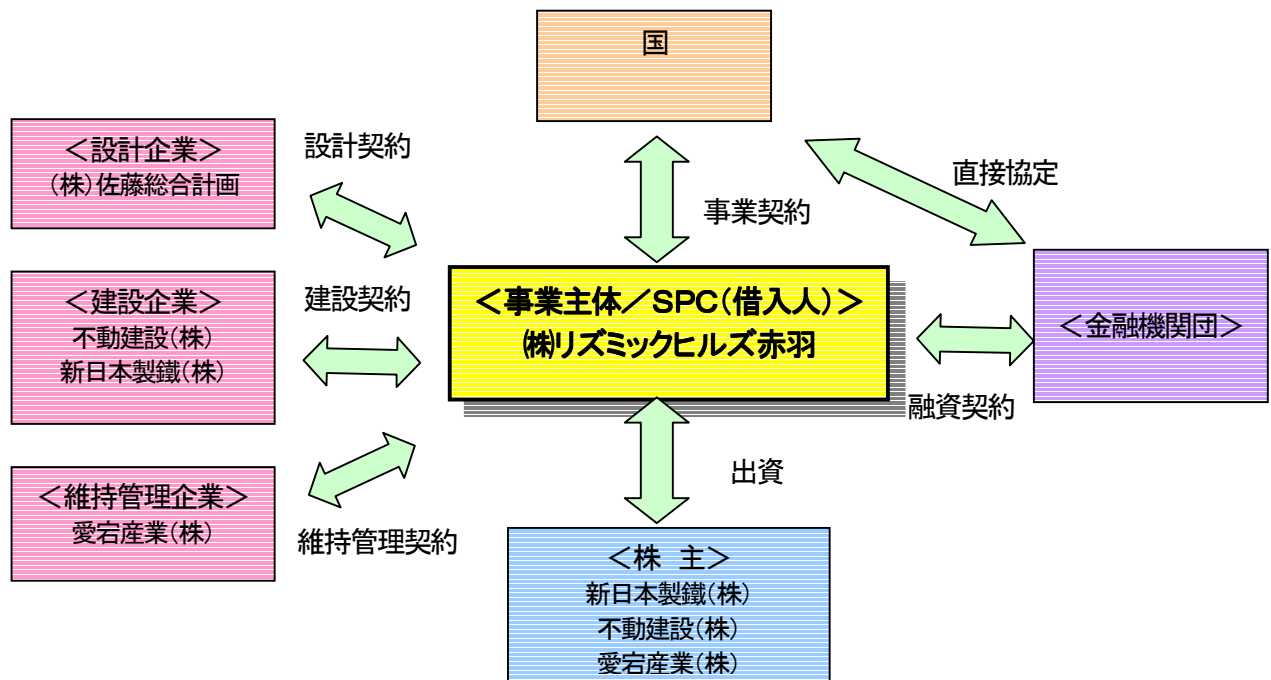 国
＜設計企業＞
(株)佐藤総合計画
設計契約
直接協定
事業契約
＜建設企業＞
不動建設(株)
新日本製鐵(株)
建設契約
＜事業主体／SPC(借入人)＞
㈱リズミックヒルズ赤羽
＜金融機関団＞
融資契約
＜維持管理企業＞
愛宕産業(株)
維持管理契約
出資
＜株 主＞
新日本製鐵(株)
不動建設(株)
愛宕産業(株)